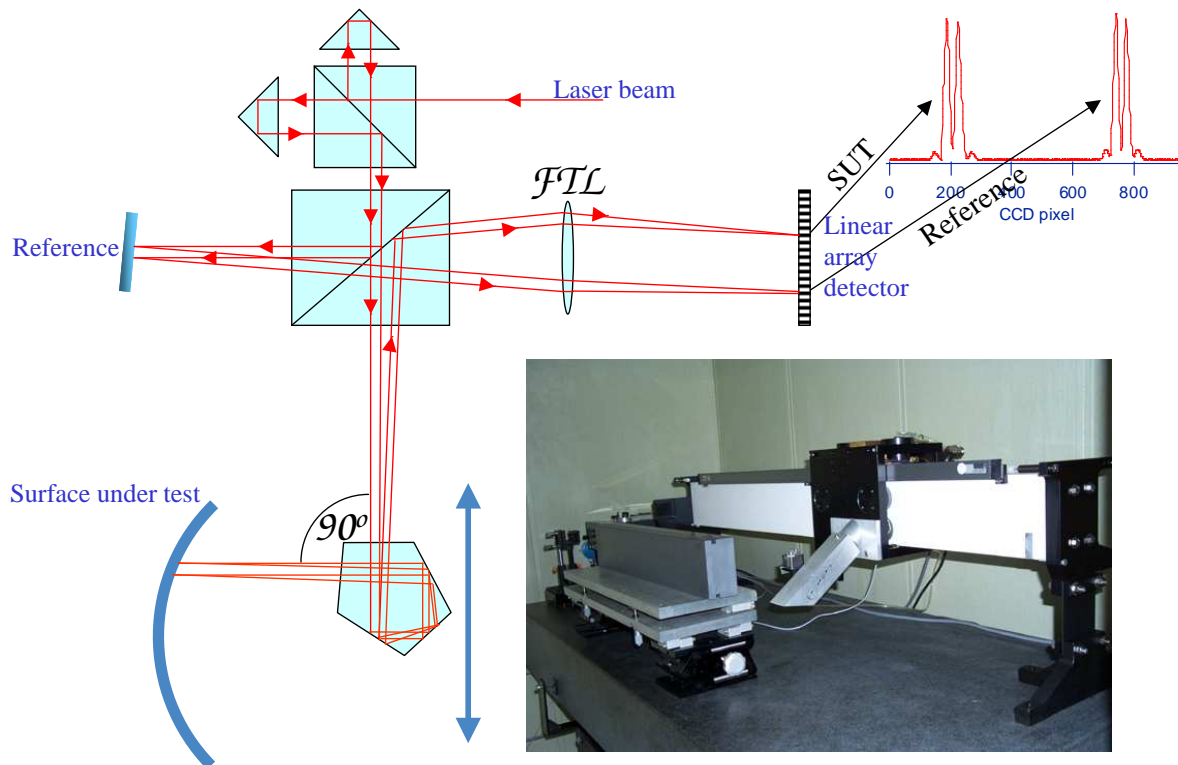 Laser beam
FTL
SUT
Reference
0 200 400 600 800
CCD pixel
Reference
Linear
array
detector
Surface under test
90º